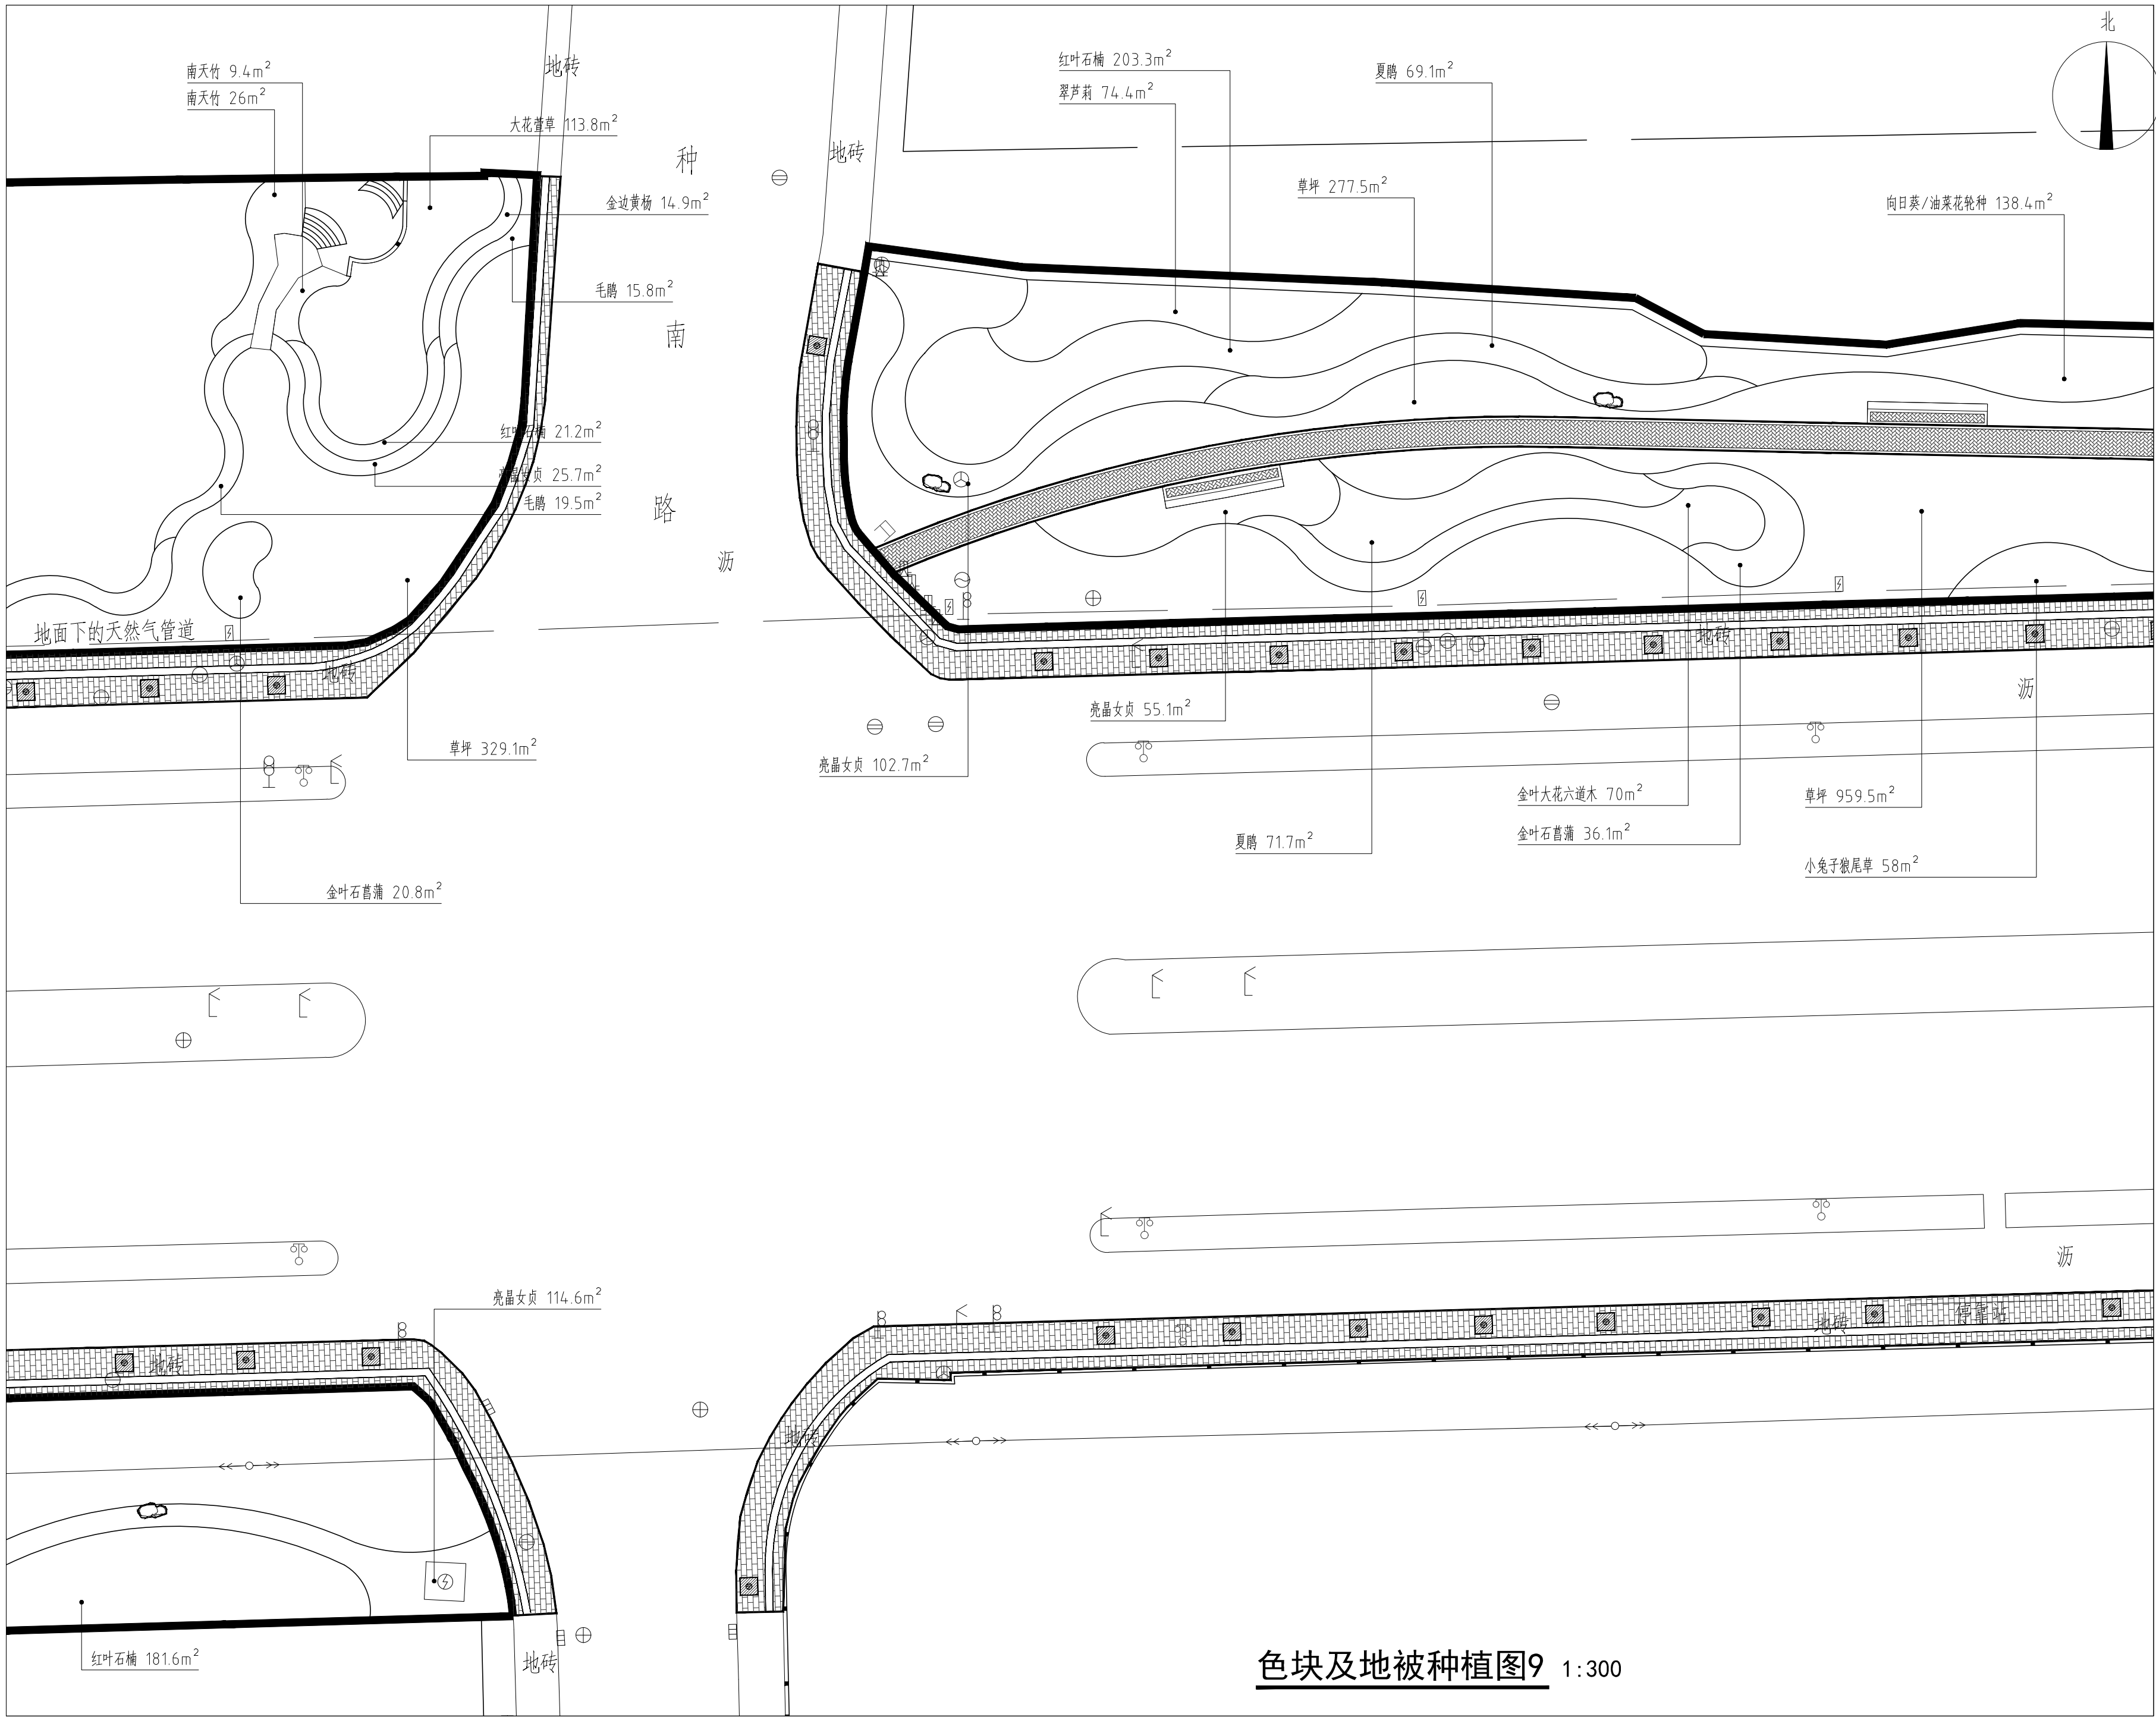 北
地砖
红叶石楠 203.3m²
翠芦莉 74.4m²
夏鹃 69.1m²
南天竹 9.4m²
南天竹 26m²
大花萱草 113.8m²
种
地砖
草坪 277.5m²
金边黄杨 14.9m²
向日葵/油菜花轮种 138.4m²
毛鹃 15.8m²
南
红叶石楠 21.2m²
亮晶女贞 25.7m²
毛鹃 19.5m²
路
沥
地面下的天然气管道
地砖
地砖
沥
亮晶女贞 55.1m²
草坪 329.1m²
亮晶女贞 102.7m²
金叶大花六道木 70m²
草坪 959.5m²
夏鹃 71.7m²
金叶石菖蒲 36.1m²
小兔子狼尾草 58m²
金叶石菖蒲 20.8m²
沥
亮晶女贞 114.6m²
地砖
地砖
停靠站
地砖
红叶石楠 181.6m²
地砖
色块及地被种植图9 1:300